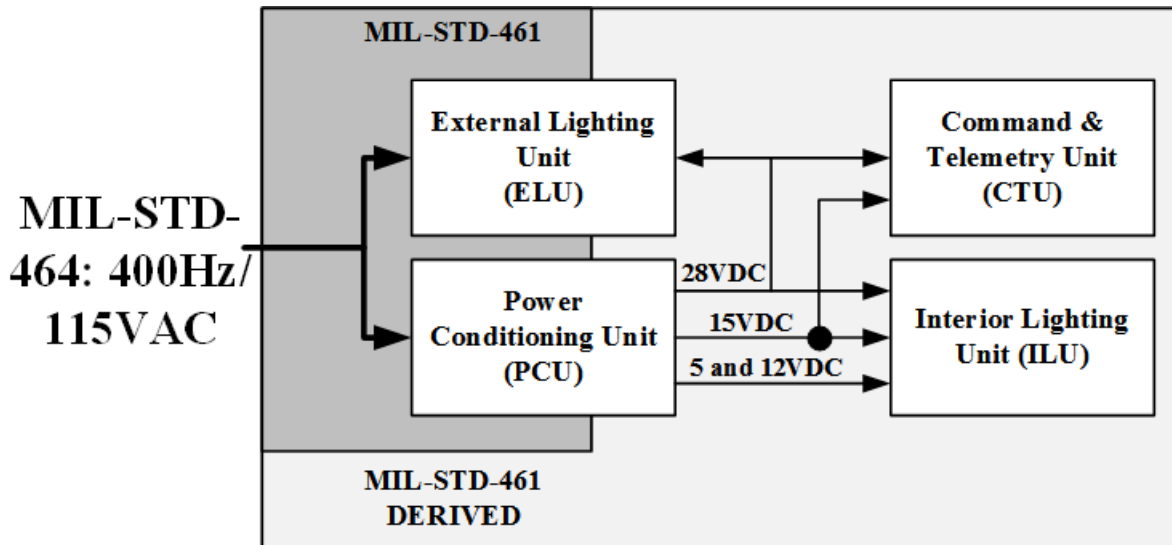 MIL-STD-461
External Lighting
Unit
(ELU)
Command &
Telemetry Unit
(CTU)
MIL-STD-
464: 400Hz/
115VAC
28VDC
15VDC
5 and 12VDC
Power
Conditioning Unit
(PCU)
Interior Lighting
Unit (ILU)
MIL-STD-461
DERIVED